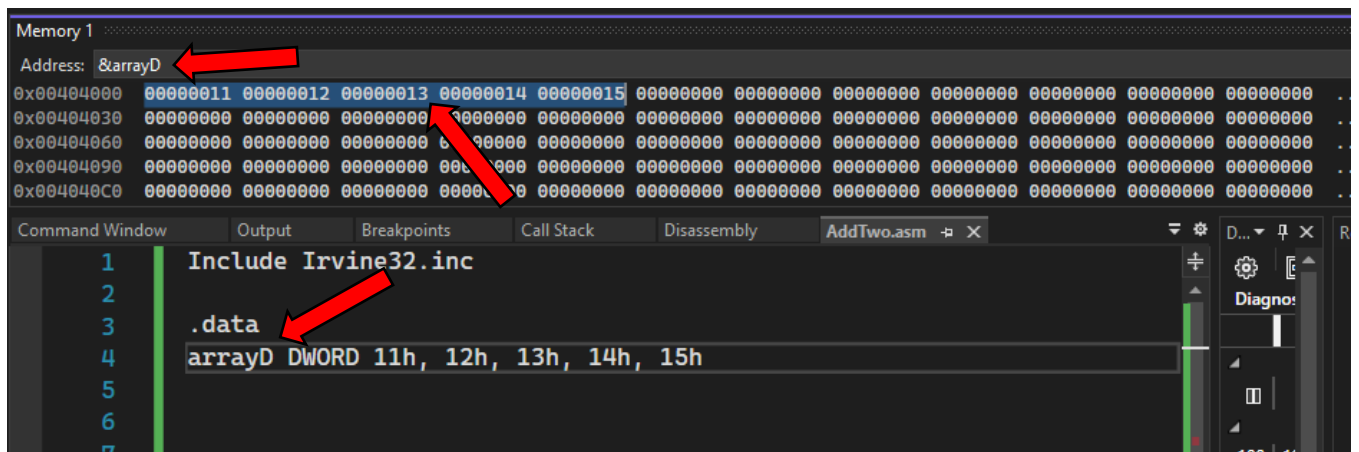 Memory 1
Address: &arrayD
0x00404000 00000011 00000012 00000013 00000014 00000015 00000000 00000000 00000000 00000000 00000000 00000000 00000000 ..
0x00404030 00000000 00000000 00000000 00000000 00000000 00000000 00000000 00000000 00000000 00000000 00000000 00000000 ..
0x00404060 00000000 00000000 00000000 00000000 00000000 00000000 00000000 00000000 00000000 00000000 00000000 00000000 ..
0x00404090 00000000 00000000 00000000 00000000 00000000 00000000 00000000 00000000 00000000 00000000 00000000 00000000 ..
0x004040C0 00000000 00000000 00000000 00000000 00000000 00000000 00000000 00000000 00000000 00000000 00000000 00000000 ..
Command Window Output Breakpoints Call Stack Disassembly AddTwo.asm D... R
1 Include Irvine32.inc
2
Diagnos
3 .data
4 arrayD DWORD 11h, 12h, 13h, 14h, 15h
5
6